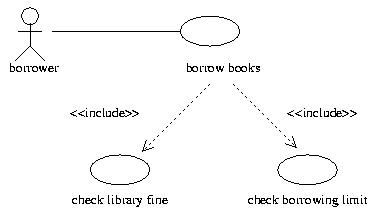 borrower
borrow books
<<include>>
<<include>>
check library fine
check borrowing limit